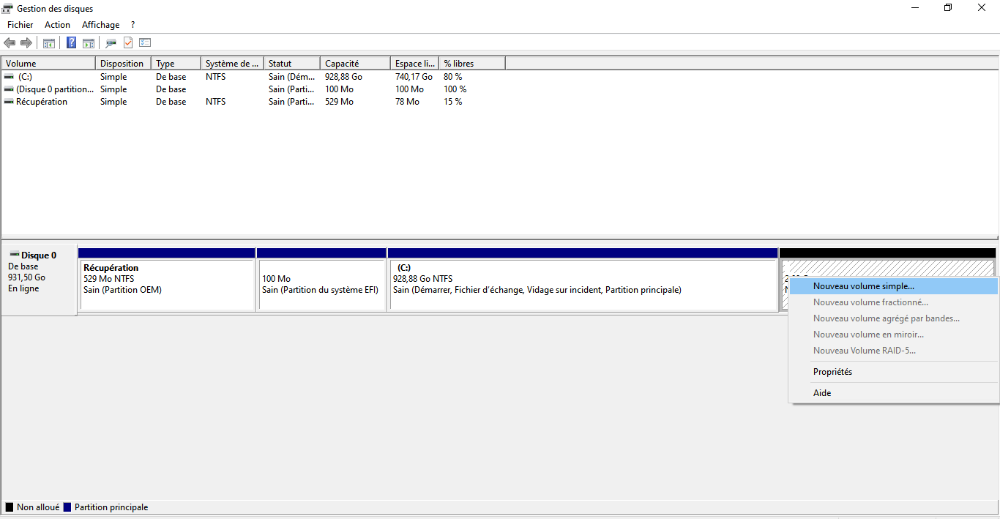 Gestion des disques
Fichier Action Affichage ?
Volume Disposition Type Système de ... Statut Capacité Espace li... % libres
(C:) Simple De base NTFS Sain (Dém... 928,88 Go 740,17 Go 80 %
(Disque 0 partition... Simple De base Sain (Parti... 100 Mo 100 Mo 100 %
Récupération Simple De base NTFS Sain (Parti... 529 Mo 78 Mo 15 %
Disque 0
De base
931,50 Go
En ligne
Récupération
529 Mo NTFS
Sain (Partition OEM)
100 Mo
Sain (Partition du système EFI)
(C:)
928,88 Go NTFS
Sain (Démarrer, Fichier d'échange, Vidage sur incident, Partition principale)
Nouveau volume simple...
Nouveau volume fractionné...
Nouveau volume agrégé par bandes...
Nouveau volume en miroir...
Nouveau Volume RAID-5...
Propriétés
Aide
Non alloué Partition principale